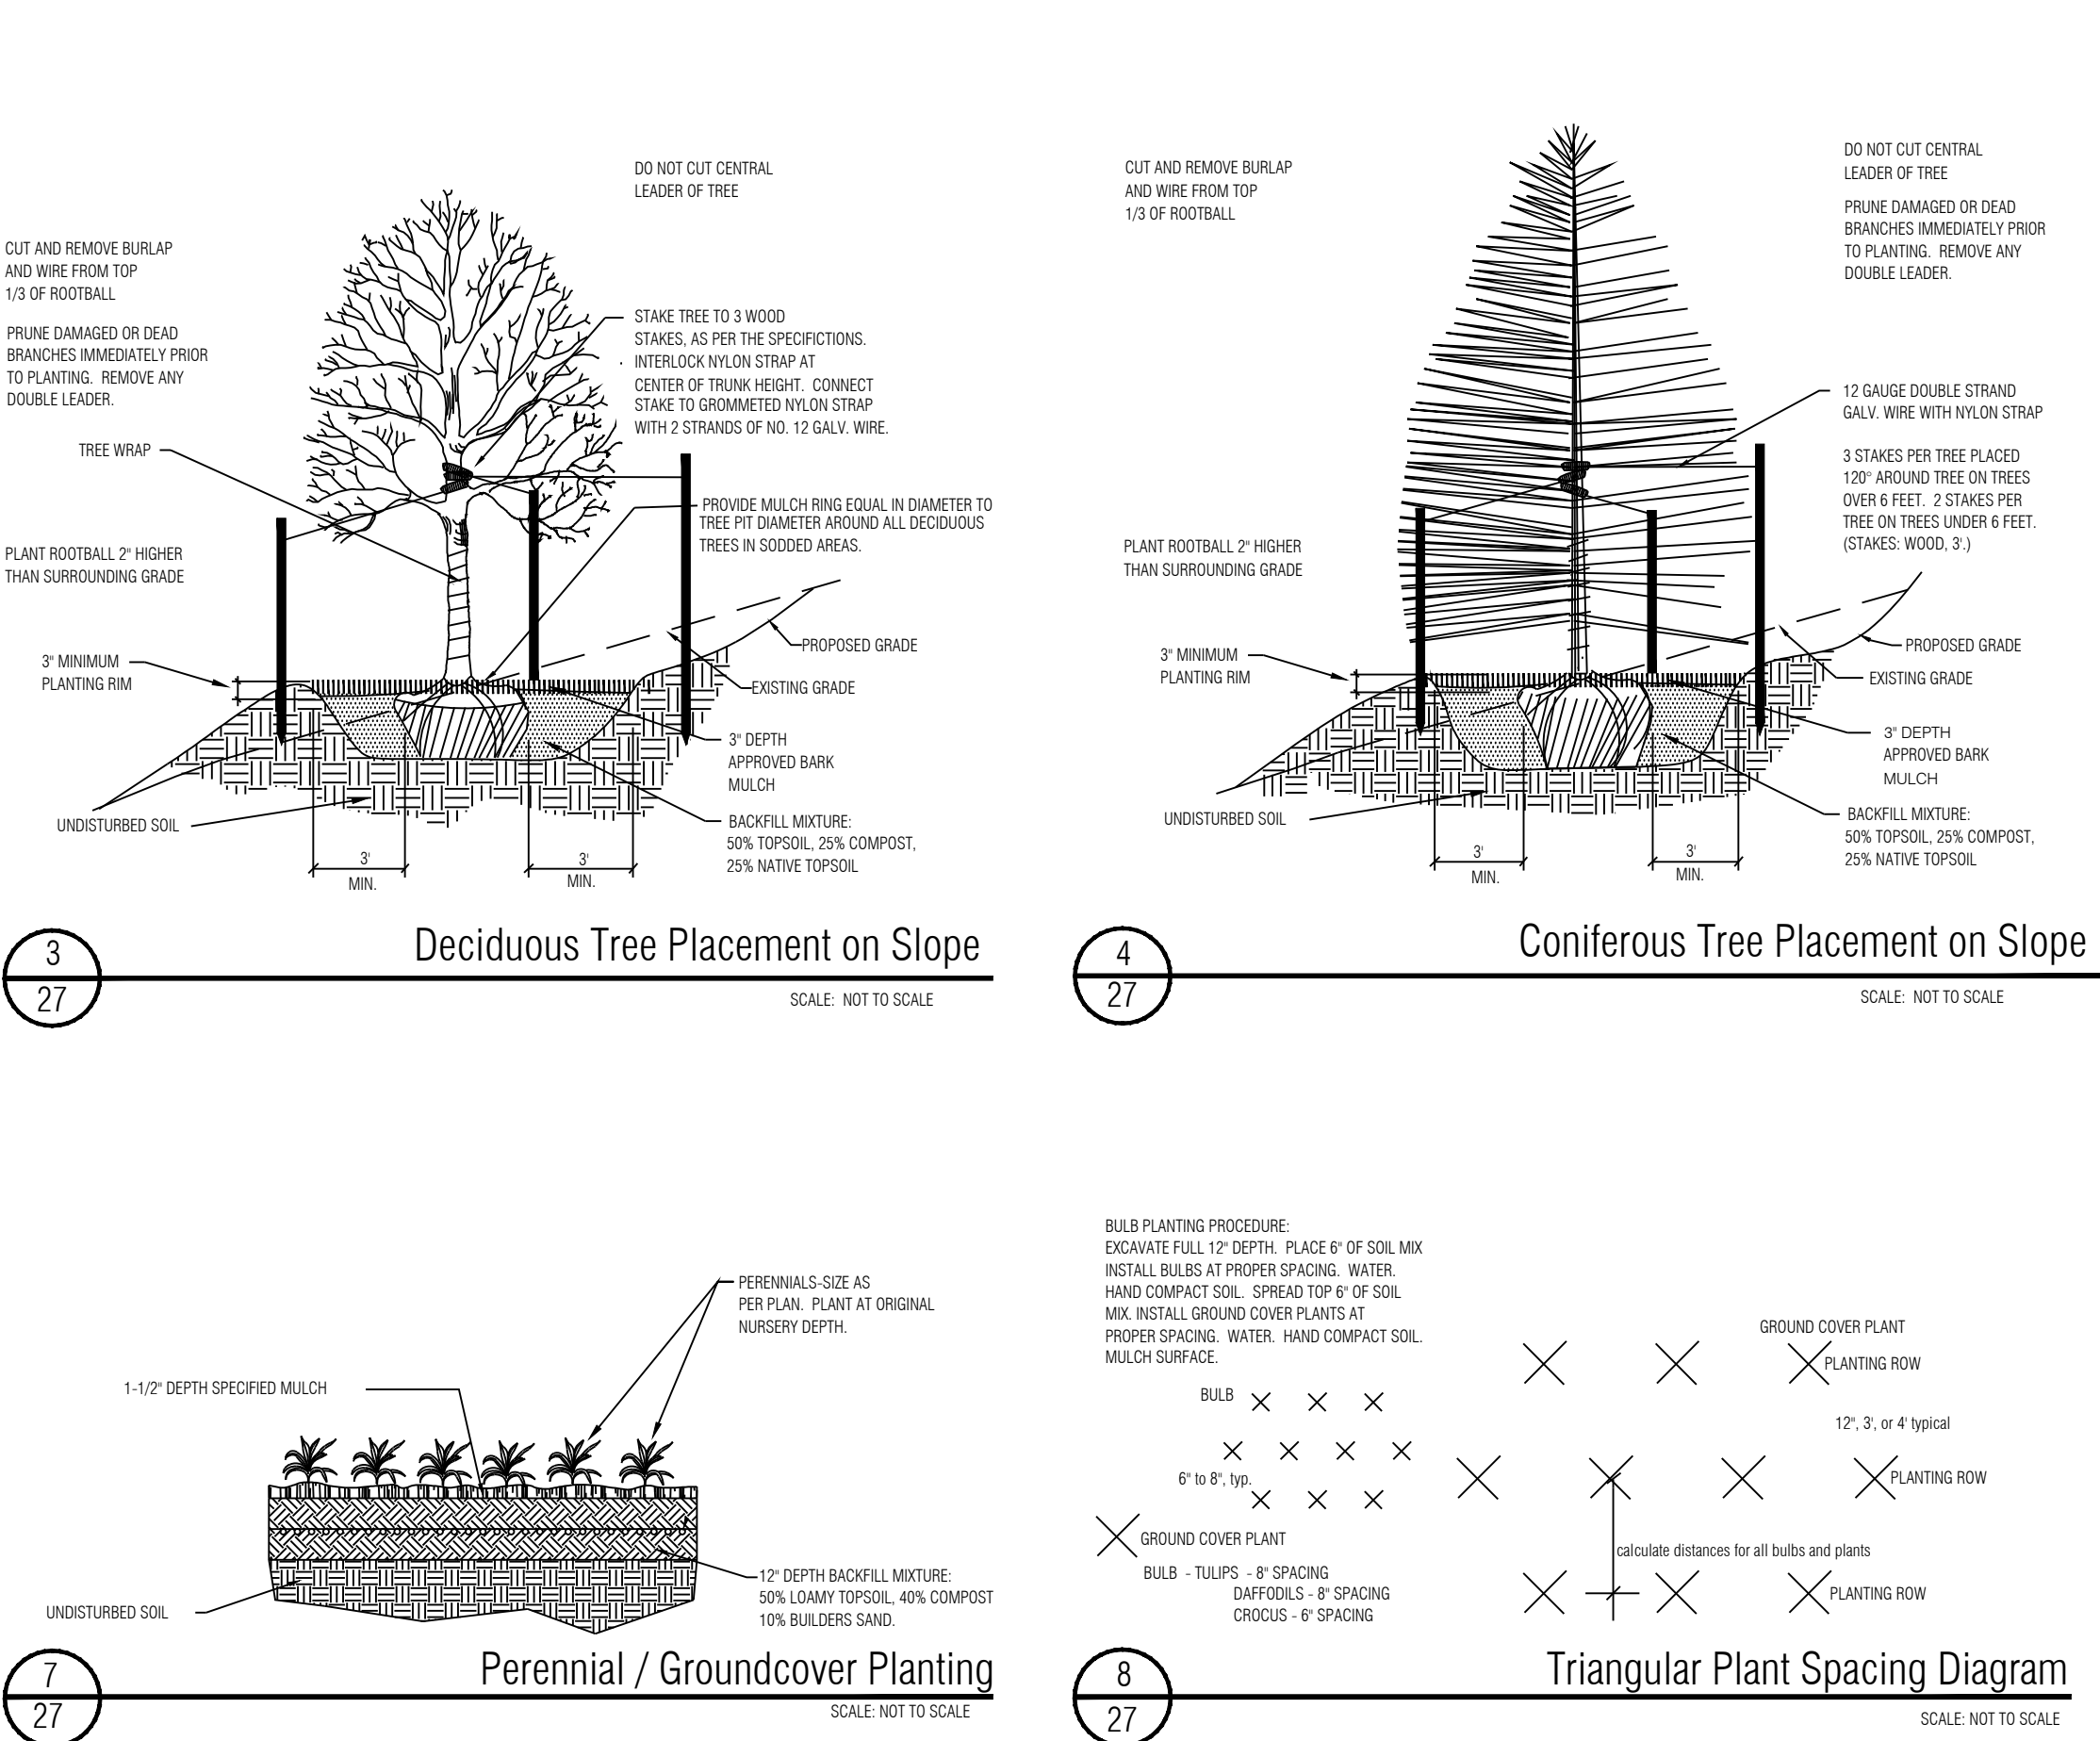 DO NOT CUT CENTRAL
LEADER OF TREE
CUT AND REMOVE BURLAP
AND WIRE FROM TOP
1/3 OF ROOTBALL
PRUNE DAMAGED OR DEAD
BRANCHES IMMEDIATELY PRIOR
TO PLANTING. REMOVE ANY
DOUBLE LEADER.
STAKE TREE TO 3 WOOD
STAKES, AS PER THE SPECIFICTIONS.
INTERLOCK NYLON STRAP AT
CENTER OF TRUNK HEIGHT. CONNECT
STAKE TO GROMMETED NYLON STRAP
WITH 2 STRANDS OF NO. 12 GALV. WIRE.
TREE WRAP
PROVIDE MULCH RING EQUAL IN DIAMETER TO
TREE PIT DIAMETER AROUND ALL DECIDUOUS
TREES IN SODDED AREAS.
PLANT ROOTBALL 2" HIGHER
THAN SURROUNDING GRADE
PROPOSED GRADE
3" MINIMUM
PLANTING RIM
EXISTING GRADE
3" DEPTH
APPROVED BARK
MULCH
UNDISTURBED SOIL
BACKFILL MIXTURE:
50% TOPSOIL, 25% COMPOST,
25% NATIVE TOPSOIL
3'
MIN.
3'
MIN.
3
27
Deciduous Tree Placement on Slope
SCALE: NOT TO SCALE
CUT AND REMOVE BURLAP
AND WIRE FROM TOP
1/3 OF ROOTBALL
DO NOT CUT CENTRAL
LEADER OF TREE
PRUNE DAMAGED OR DEAD
BRANCHES IMMEDIATELY PRIOR
TO PLANTING. REMOVE ANY
DOUBLE LEADER.
12 GAUGE DOUBLE STRAND
GALV. WIRE WITH NYLON STRAP
3 STAKES PER TREE PLACED
120° AROUND TREE ON TREES
OVER 6 FEET. 2 STAKES PER
TREE ON TREES UNDER 6 FEET.
(STAKES: WOOD, 3'.)
PLANT ROOTBALL 2" HIGHER
THAN SURROUNDING GRADE
3" MINIMUM
PLANTING RIM
PROPOSED GRADE
EXISTING GRADE
3" DEPTH
APPROVED BARK
MULCH
UNDISTURBED SOIL
BACKFILL MIXTURE:
50% TOPSOIL, 25% COMPOST,
25% NATIVE TOPSOIL
3'
MIN.
3'
MIN.
4
27
Coniferous Tree Placement on Slope
SCALE: NOT TO SCALE
PERENNIALS-SIZE AS
PER PLAN. PLANT AT ORIGINAL
NURSERY DEPTH.
1-1/2" DEPTH SPECIFIED MULCH
12" DEPTH BACKFILL MIXTURE:
50% LOAMY TOPSOIL, 40% COMPOST
10% BUILDERS SAND.
UNDISTURBED SOIL
7
27
Perennial / Groundcover Planting
SCALE: NOT TO SCALE
BULB PLANTING PROCEDURE:
EXCAVATE FULL 12" DEPTH. PLACE 6" OF SOIL MIX
INSTALL BULBS AT PROPER SPACING. WATER.
HAND COMPACT SOIL. SPREAD TOP 6" OF SOIL
MIX. INSTALL GROUND COVER PLANTS AT
PROPER SPACING. WATER. HAND COMPACT SOIL.
MULCH SURFACE.
GROUND COVER PLANT
PLANTING ROW
BULB
12", 3', or 4' typical
6" to 8", typ.
PLANTING ROW
GROUND COVER PLANT
calculate distances for all bulbs and plants
BULB - TULIPS - 8" SPACING
DAFFODILS - 8" SPACING
CROCUS - 6" SPACING
PLANTING ROW
8
27
Triangular Plant Spacing Diagram
SCALE: NOT TO SCALE